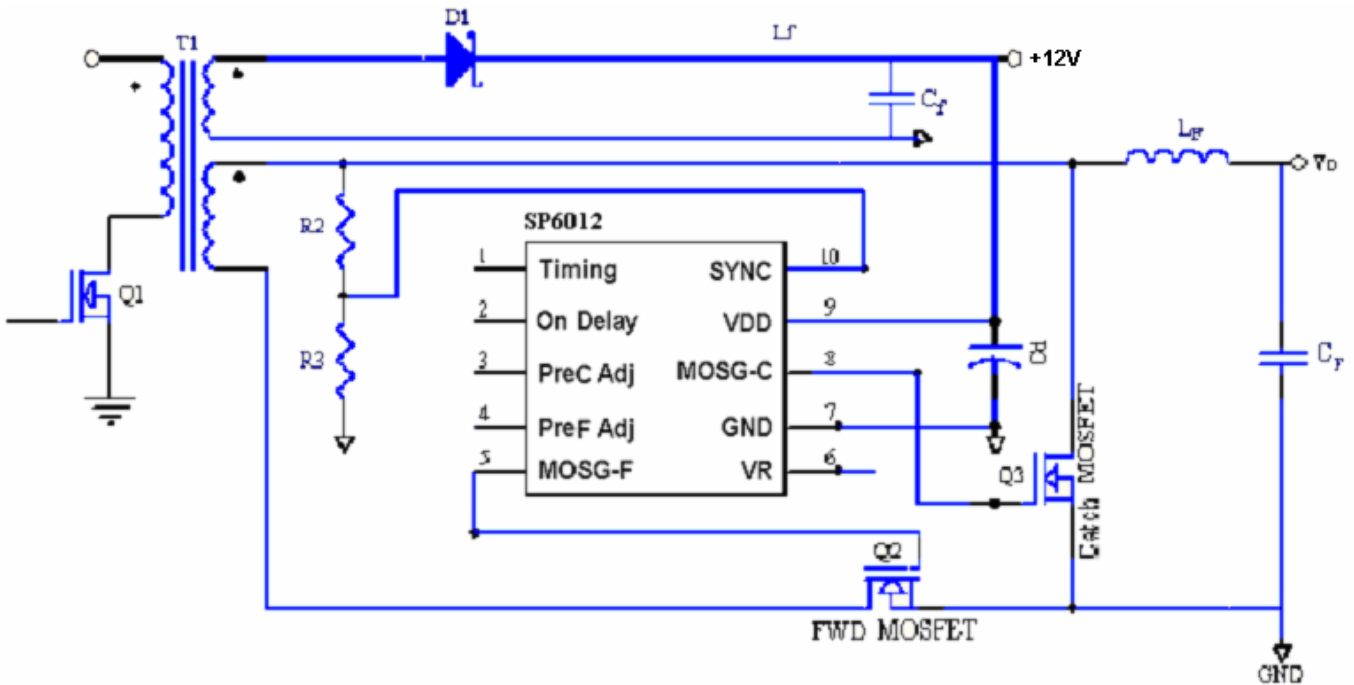 D1
T1
Lf
+12V
Cf
LF
VD
R2
SP6012
1
Timing
SYNC
10
Q1
2
On Delay
VDD
9
R3
3
PreC Adj
MOSG-C
8
Cd
CF
4
PreF Adj
GND
7
5
MOSG-F
VR
6
Q3
Catch MOSFET
Q2
FWD MOSFET
GND